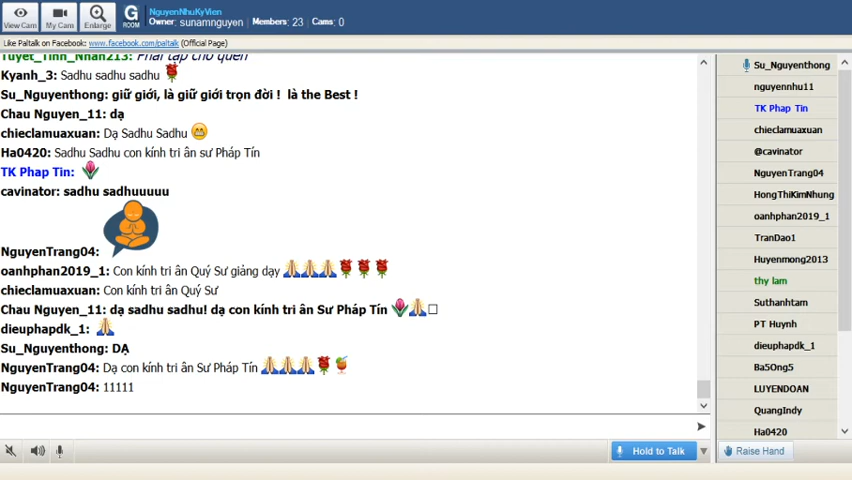 View Cam
My Cam
Enlarge
G
ROOM
NguyenNhuKyVien
Owner: sunamnguyen Members: 23 Cams: 0
Like Paltalk on Facebook: www.facebook.com/paltalk (Official Page)
Tuyet_Tinh_Nhan213: Phai tap cho quen
Kyanh_3: Sadhu sadhu sadhu
Su_Nguyenthong: giữ giới, là giữ giới trọn đời ! là the Best !
Chau Nguyen_11: dạ
chieclamuaxuan: Dạ Sadhu Sadhu
Ha0420: Sadhu Sadhu con kính tri ân sư Pháp Tín
TK Phap Tin:
cavinator: sadhu sadhuuuuu
NguyenTrang04:
oanhphan2019_1: Con kính tri ân Quý Sư giảng dạy
chieclamuaxuan: Con kính tri ân Quý Sư
Chau Nguyen_11: dạ sadhu sadhu! dạ con kính tri ân Sư Pháp Tín
dieuphapdk_1:
Su_Nguyenthong: DẠ
NguyenTrang04: Dạ con kính tri ân Sư Pháp Tín
NguyenTrang04: 11111
Hold to Talk
Su_Nguyenthong
nguyennhu11
TK Phap Tin
chieclamuaxuan
@cavinator
NguyenTrang04
HongThiKimNhung
oanhphan2019_1
TranDao1
Huyenmong2013
thy lam
Suthanhtam
PT Huynh
dieuphapdk_1
Ba5Ong5
LUYENDOAN
QuangIndy
Ha0420
Raise Hand